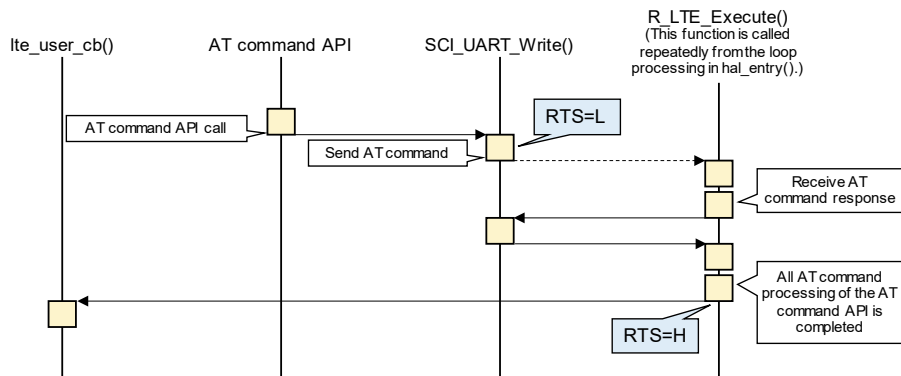 R_LTE_Execute()
(This function is called
repeatedly from the loop
processing in hal_entry().)
lte_user_cb()
AT command API
SCI_UART_Write()
RTS=L
AT command API call
Send AT command
Receive AT
command response
All AT command
processing of the AT
command API is
completed
RTS=H